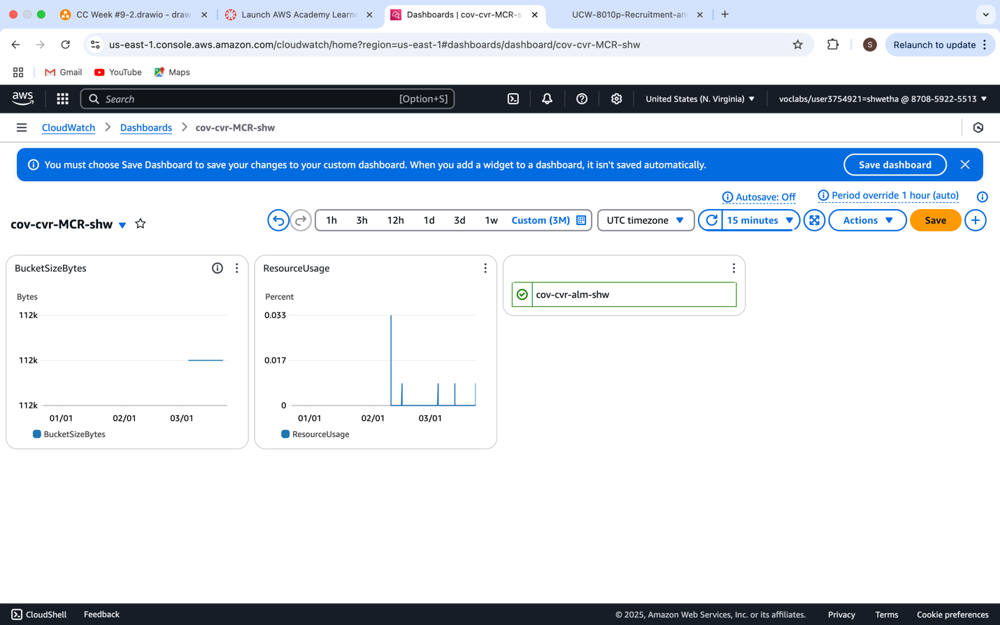 CC Week #9-2.drawio - draw
Launch AWS Academy Learne
Dashboards | cov-cvr-MCR-s
UCW-8010p-Recruitment-an
us-east-1.console.aws.amazon.com/cloudwatch/home?region=us-east-1#dashboards/dashboard/cov-cvr-MCR-shw
S
Relaunch to update
Gmail
YouTube
Maps
aws
Search
[Option+S]
United States (N. Virginia)
voclabs/user3754921=shwetha @ 8708-5922-5513
CloudWatch
Dashboards
cov-cvr-MCR-shw
You must choose Save Dashboard to save your changes to your custom dashboard. When you add a widget to a dashboard, it isn't saved automatically.
Save dashboard
Autosave: Off
Period override 1 hour (auto)
cov-cvr-MCR-shw
1h
3h
12h
1d
3d
1w
Custom (3M)
UTC timezone
15 minutes
Actions
Save
BucketSizeBytes
Bytes
112k
112k
112k
01/01
02/01
03/01
BucketSizeBytes
ResourceUsage
Percent
0.033
0.017
0
01/01
02/01
03/01
ResourceUsage
cov-cvr-alm-shw
CloudShell
Feedback
© 2025, Amazon Web Services, Inc. or its affiliates.
Privacy
Terms
Cookie preferences